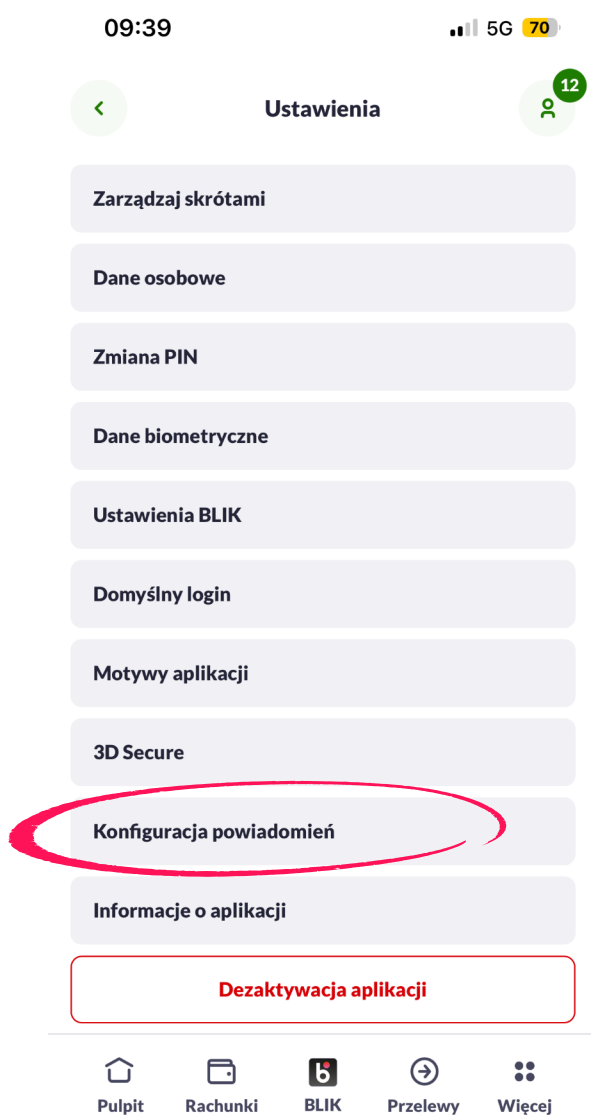 09:39
5G 70
12
Ustawienia
Zarządzaj skrótami
Dane osobowe
Zmiana PIN
Dane biometryczne
Ustawienia BLIK
Domyślny login
Motywy aplikacji
3D Secure
Konfiguracja powiadomień
Informacje o aplikacji
Dezaktywacja aplikacji
Pulpit Rachunki BLIK Przelewy Więcej